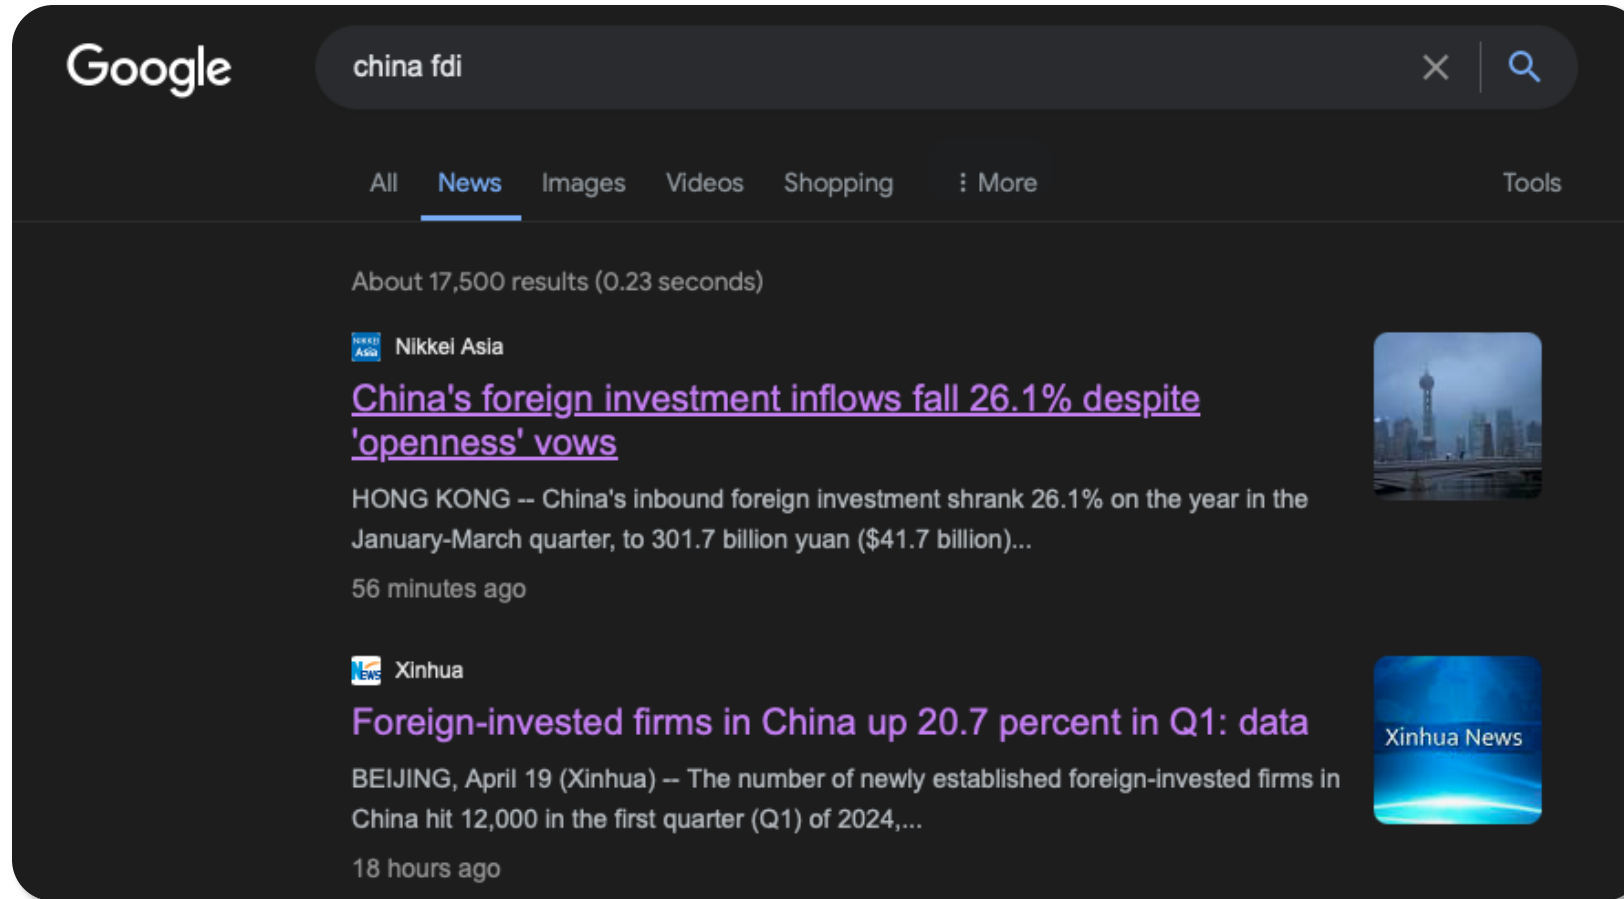 Google
china fdi
All News Images Videos Shopping More Tools
About 17,500 results (0.23 seconds)
NIKKEI
Asia
Nikkei Asia
China's foreign investment inflows fall 26.1% despite
'openness' vows
HONG KONG -- China's inbound foreign investment shrank 26.1% on the year in the
January-March quarter, to 301.7 billion yuan ($41.7 billion)...
56 minutes ago
NEWS
Xinhua
Foreign-invested firms in China up 20.7 percent in Q1: data
BEIJING, April 19 (Xinhua) -- The number of newly established foreign-invested firms in
China hit 12,000 in the first quarter (Q1) of 2024,...
18 hours ago
Xinhua News